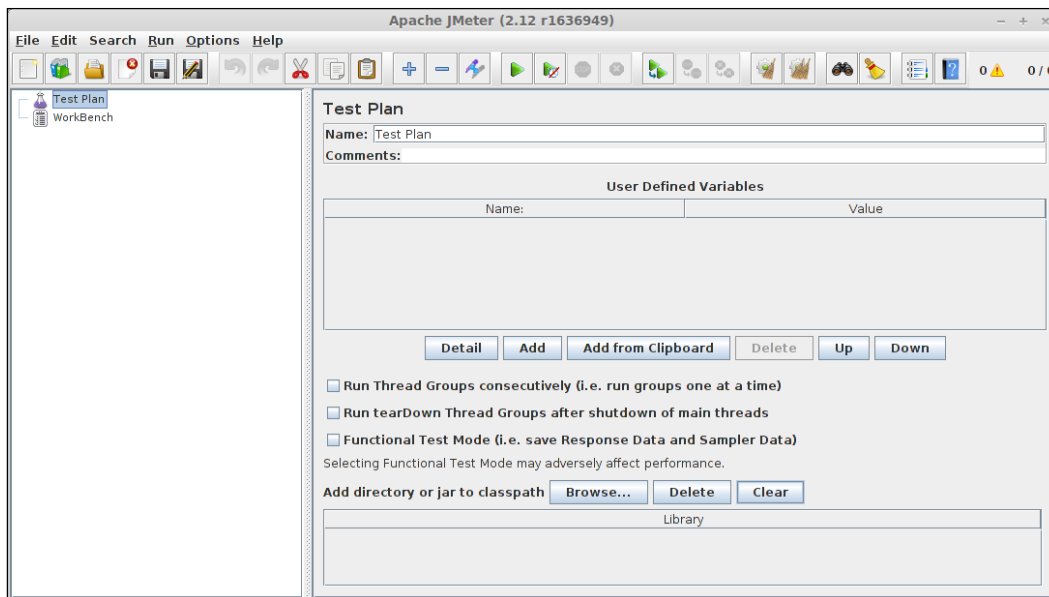 Apache JMeter (2.12 r1636949)
File Edit Search Run Options Help
0 0 /
Test Plan
WorkBench
Test Plan
Name: Test Plan
Comments:
User Defined Variables
Name: Value
Detail Add Add from Clipboard Delete Up Down
Run Thread Groups consecutively (i.e. run groups one at a time)
Run tearDown Thread Groups after shutdown of main threads
Functional Test Mode (i.e. save Response Data and Sampler Data)
Selecting Functional Test Mode may adversely affect performance.
Add directory or jar to classpath Browse... Delete Clear
Library